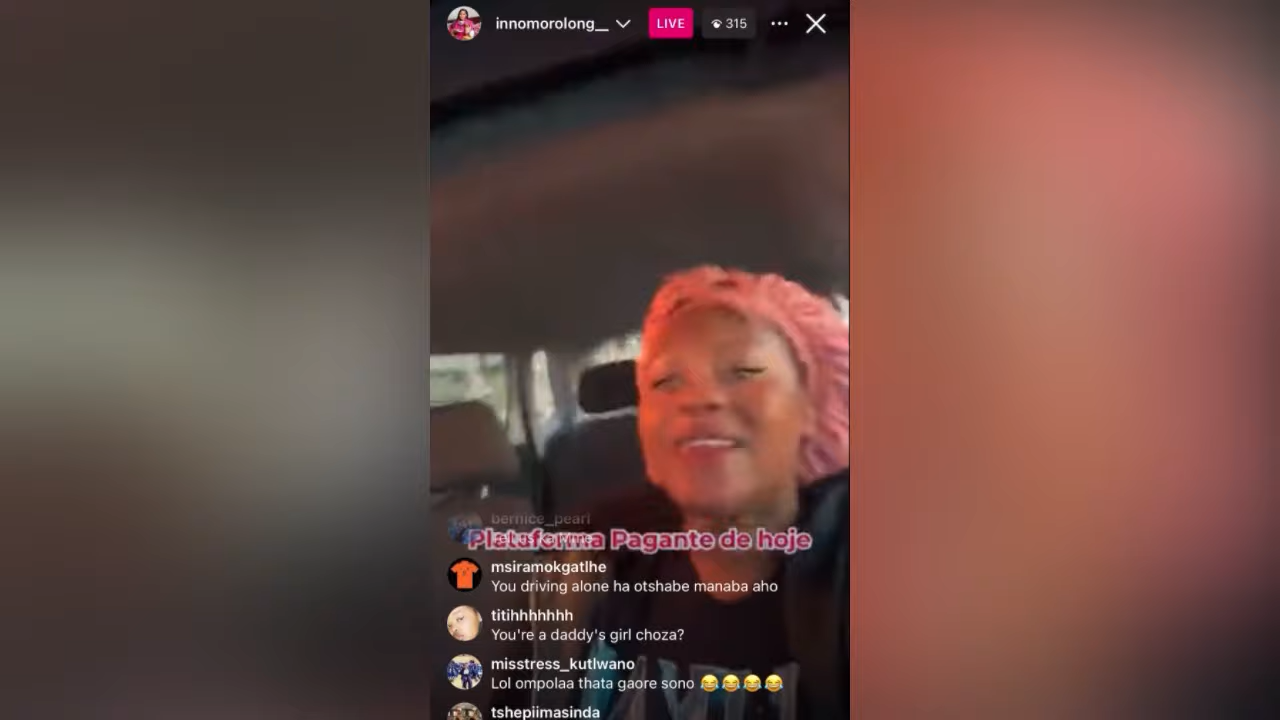 innomorolong__
LIVE
315
bernice_pearl
Plataforma Pagante de hoje
msiramokgatlhe
You driving alone ha otshabe manaba aho
titihhhhhhh
You're a daddy's girl choza?
misstress_kutlwano
Lol ompolaa thata gaore sono 😂😂😂😂
tshepiimasinda